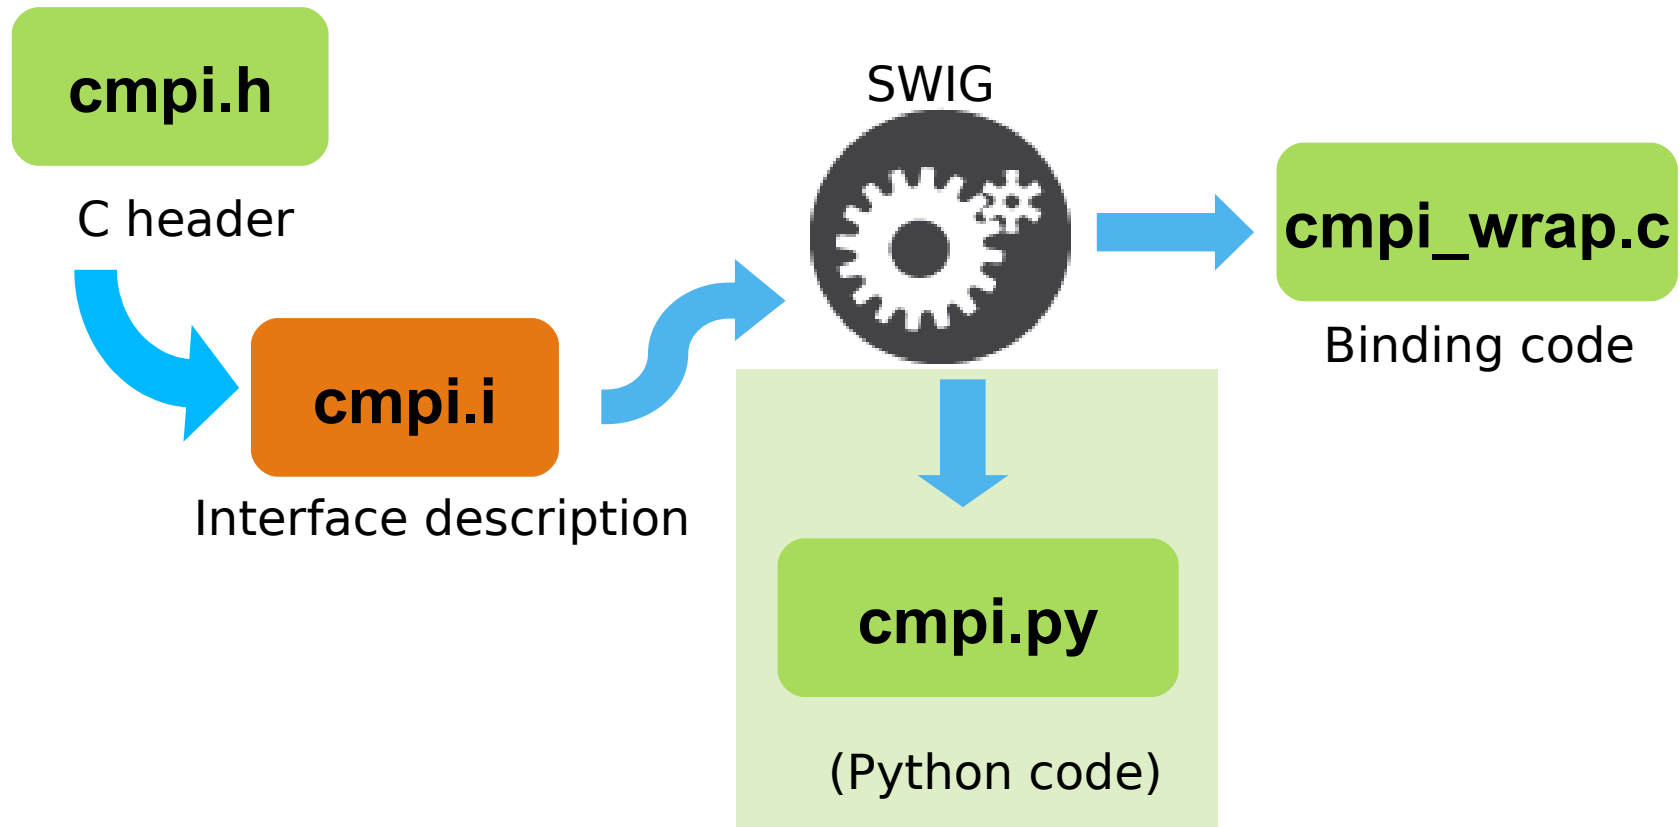 cmpi.h
C header
cmpi.i
Interface description
SWIG
cmpi_wrap.c
Binding code
cmpi.py
(Python code)